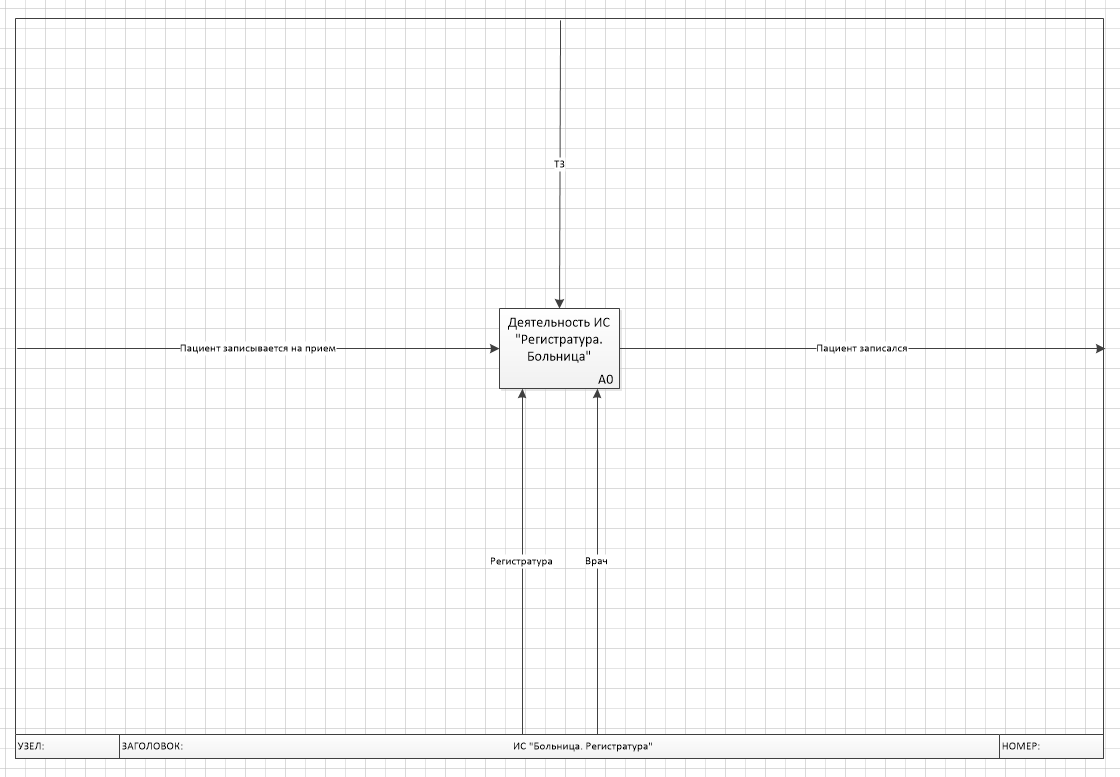 ТЗ
Деятельность ИС
"Регистратура.
Больница"
А0
Пациент записывается на прием
Пациент записался
Регистратура
Врач
УЗЕЛ:
ЗАГОЛОВОК:
ИС "Больница. Регистратура"
НОМЕР: